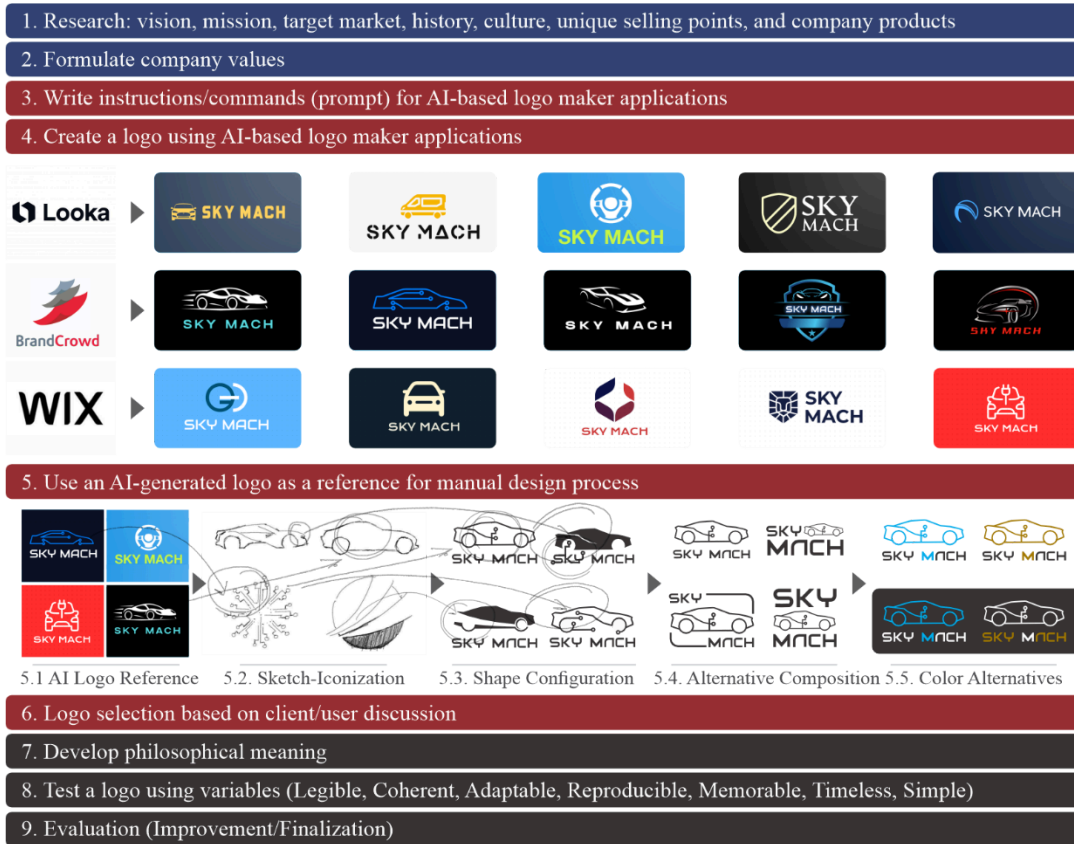 1. Research: vision, mission, target market, history, culture, unique selling points, and company products
2. Formulate company values
3. Write instructions/commands (prompt) for AI-based logo maker applications
4. Create a logo using AI-based logo maker applications
Looka
SKY MACH
SKY MACH
SKY MACH
SKY
MACH
SKY MACH
BrandCrowd
SKY MACH
SKY MACH
SKY MACH
SKY MACH
SKY MACH
WIX
SKY MACH
SKY MACH
SKY MACH
SKY
MACH
SKY MACH
5. Use an AI-generated logo as a reference for manual design process
SKY MACH
SKY MACH
SKY MACH
SKY MACH
SKY MACH
SKY MACH
SKY MACH
SKY MACH
SKY MACH
SKY
MACH
SKY
MACH
SKY
MACH
SKY MACH
SKY MACH
SKY MACH
SKY MACH
5.1 AI Logo Reference
5.2. Sketch-Iconization
5.3. Shape Configuration
5.4. Alternative Composition
5.5. Color Alternatives
6. Logo selection based on client/user discussion
7. Develop philosophical meaning
8. Test a logo using variables (Legible, Coherent, Adaptable, Reproducible, Memorable, Timeless, Simple)
9. Evaluation (Improvement/Finalization)